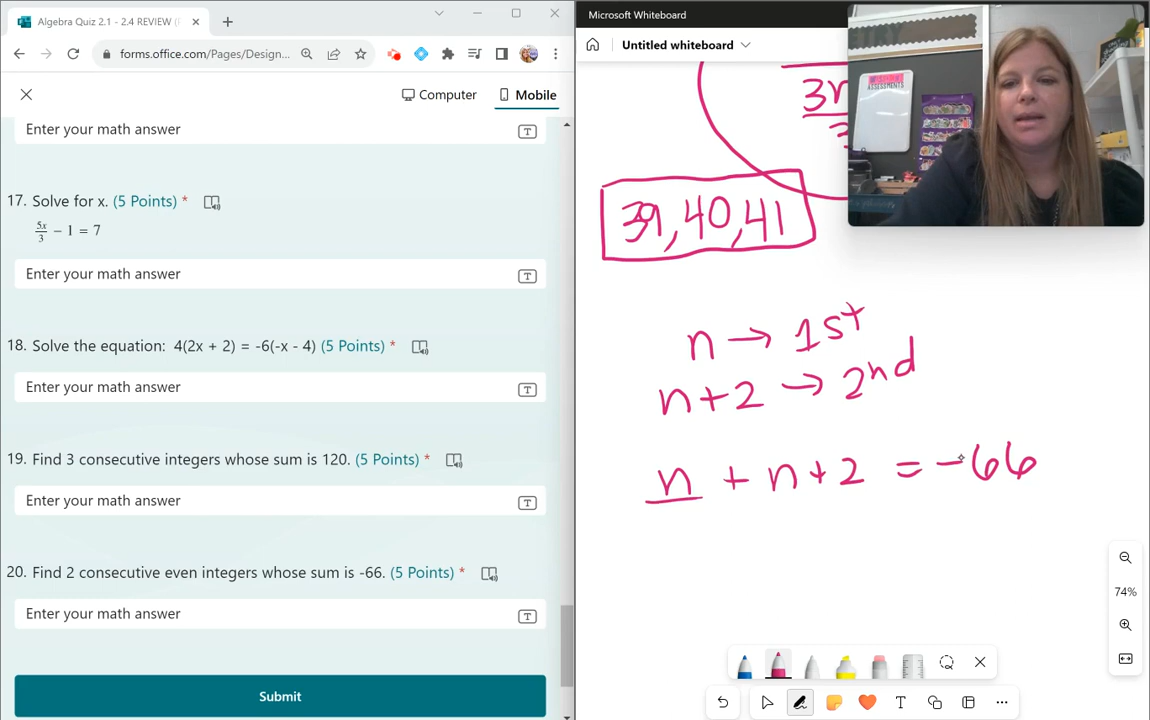 Algebra Quiz 2.1 - 2.4 REVIEW (
forms.office.com/Pages/Design...
Computer
Mobile
Enter your math answer
17. Solve for x. (5 Points) *
5x/3 − 1 = 7
Enter your math answer
18. Solve the equation: 4(2x + 2) = -6(-x - 4) (5 Points) *
Enter your math answer
19. Find 3 consecutive integers whose sum is 120. (5 Points) *
Enter your math answer
20. Find 2 consecutive even integers whose sum is -66. (5 Points) *
Enter your math answer
Submit
Microsoft Whiteboard
Untitled whiteboard
ASSESSMENTS
39, 40, 41
n → 1st
n+2 → 2nd
n + n+2 = -66
74%